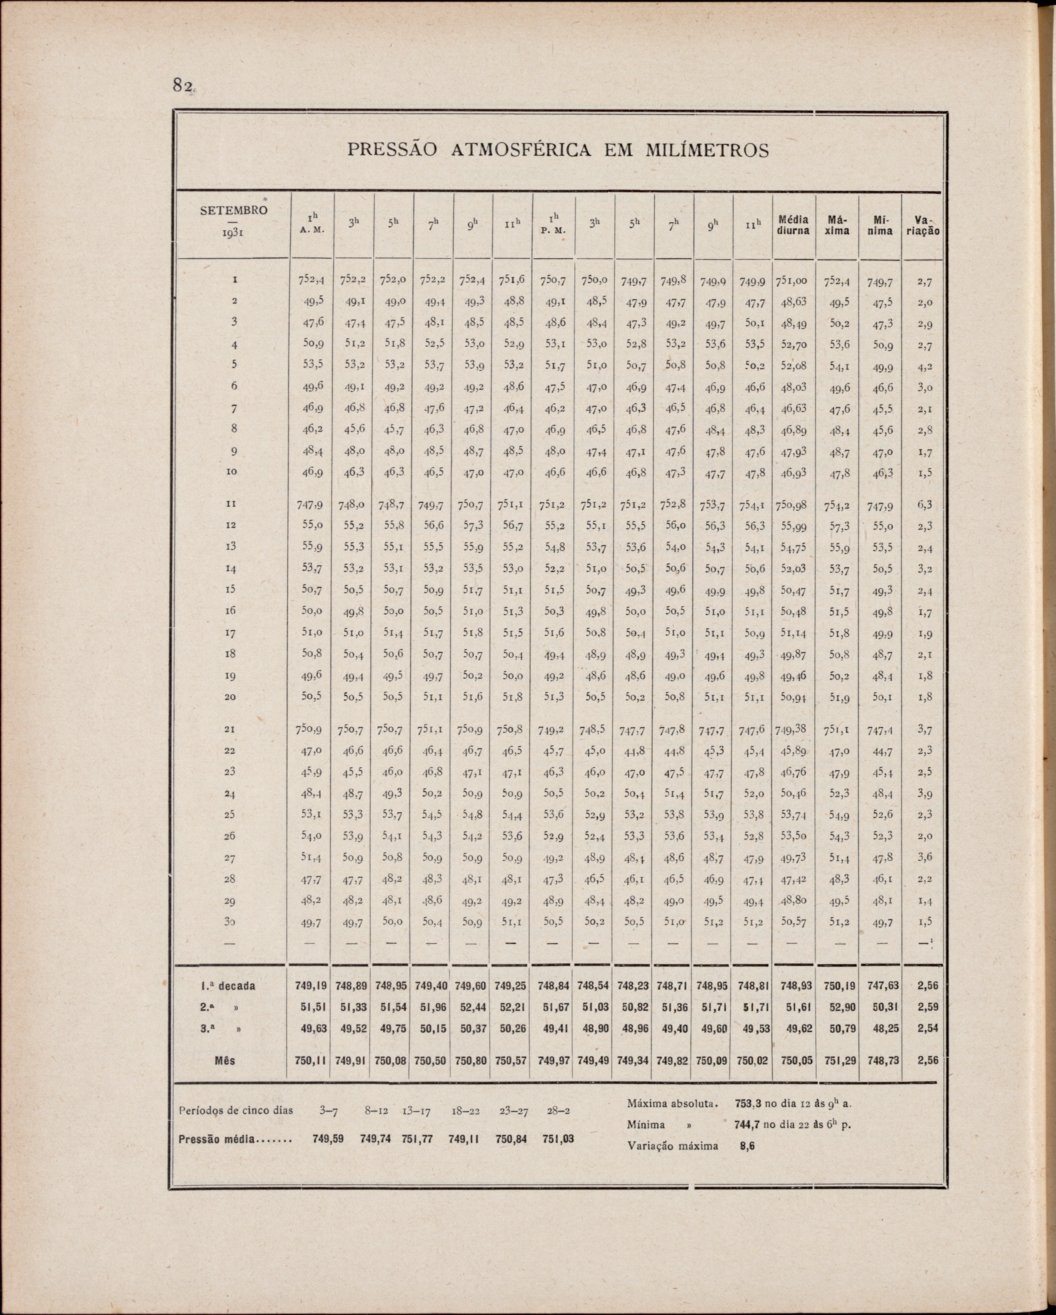 82
PRESSÃO ATMOSFÉRICA EM MILÍMETROS
SETEMBRO — 1931 | 1h A. M. | 3h | 5h | 7h | 9h | 11h | 1h P. M. | 3h | 5h | 7h | 9h | 11h | Média diurna | Má-xima | Mí-nima | Va-riação
1 752,4 752,2 752,0 752,2 752,4 751,6 750,7 750,0 749,7 749,8 749,9 749,9 751,00 752,4 749,7 2,7
2 49,5 49,1 49,0 49,4 49,3 48,8 49,1 48,5 47,9 47,7 47,9 47,7 48,63 49,5 47,5 2,0
3 47,6 47,4 47,5 48,1 48,5 48,5 48,6 48,4 47,3 49,2 49,7 50,1 48,49 50,2 47,3 2,9
4 50,9 51,2 51,8 52,5 53,0 52,9 53,1 53,0 52,8 53,2 53,6 53,5 52,70 53,6 50,9 2,7
5 53,5 53,2 53,2 53,7 53,9 53,2 51,7 51,0 50,7 50,8 50,8 50,2 52,08 54,1 49,9 4,2
6 49,6 49,1 49,2 49,2 49,2 48,6 47,5 47,0 46,9 47,4 46,9 46,6 48,03 49,6 46,6 3,0
7 46,9 46,8 46,8 47,6 47,2 46,4 46,2 47,0 46,3 46,5 46,8 46,4 46,63 47,6 45,5 2,1
8 46,2 45,6 45,7 46,3 46,8 47,0 46,9 46,5 46,8 47,6 48,4 48,3 46,89 48,4 45,6 2,8
9 48,4 48,0 48,0 48,5 48,7 48,5 48,0 47,4 47,1 47,6 47,8 47,6 47,93 48,7 47,0 1,7
10 46,9 46,3 46,3 46,5 47,0 47,0 46,6 46,6 46,8 47,3 47,7 47,8 46,93 47,8 46,3 1,5
11 747,9 748,0 748,7 749,7 750,7 751,1 751,2 751,2 751,2 752,8 753,7 754,1 750,98 754,2 747,9 6,3
12 55,0 55,2 55,8 56,6 57,3 56,7 55,2 55,1 55,5 56,0 56,3 56,3 55,99 57,3 55,0 2,3
13 55,9 55,3 55,1 55,5 55,9 55,2 54,8 53,7 53,6 54,0 54,3 54,1 54,75 55,9 53,5 2,4
14 53,7 53,2 53,1 53,2 53,5 53,0 52,2 51,0 50,5 50,6 50,7 50,6 52,03 53,7 50,5 3,2
15 50,7 50,5 50,7 50,9 51,7 51,1 51,5 50,7 49,3 49,6 49,9 49,8 50,47 51,7 49,3 2,4
16 50,0 49,8 50,0 50,5 51,0 51,3 50,3 49,8 50,0 50,5 51,0 51,1 50,48 51,5 49,8 1,7
17 51,0 51,0 51,4 51,7 51,8 51,5 51,6 50,8 50,4 51,0 51,1 50,9 51,14 51,8 49,9 1,9
18 50,8 50,4 50,6 50,7 50,7 50,4 49,4 48,9 48,9 49,3 49,4 49,3 49,87 50,8 48,7 2,1
19 49,6 49,4 49,5 49,7 50,2 50,0 49,2 48,6 48,6 49,0 49,6 49,8 49,46 50,2 48,4 1,8
20 50,5 50,5 50,5 51,1 51,6 51,8 51,3 50,5 50,2 50,8 51,1 51,1 50,94 51,9 50,1 1,8
21 750,9 750,7 750,7 751,1 750,9 750,8 749,2 748,5 747,7 747,8 747,7 747,6 749,38 751,1 747,4 3,7
22 47,0 46,6 46,6 46,4 46,7 46,5 45,7 45,0 44,8 44,8 45,3 45,4 45,89 47,0 44,7 2,3
23 45,9 45,5 46,0 46,8 47,1 47,1 46,3 46,0 47,0 47,5 47,7 47,8 46,76 47,9 45,4 2,5
24 48,4 48,7 49,3 50,2 50,9 50,9 50,5 50,2 50,4 51,4 51,7 52,0 50,46 52,3 48,4 3,9
25 53,1 53,3 53,7 54,5 54,8 54,4 53,6 52,9 53,2 53,8 53,9 53,8 53,74 54,9 52,6 2,3
26 54,0 53,9 54,1 54,3 54,2 53,6 52,9 52,4 53,3 53,6 53,4 52,8 53,50 54,3 52,3 2,0
27 51,4 50,9 50,8 50,9 50,9 50,9 49,2 48,9 48,4 48,6 48,7 47,9 49,73 51,4 47,8 3,6
28 47,7 47,7 48,2 48,3 48,1 48,1 47,3 46,5 46,1 46,5 46,9 47,4 47,42 48,3 46,1 2,2
29 48,2 48,2 48,1 48,6 49,2 49,2 48,9 48,4 48,2 49,0 49,5 49,4 48,80 49,5 48,1 1,4
30 49,7 49,7 50,0 50,4 50,9 51,1 50,5 50,2 50,5 51,0 51,2 51,2 50,57 51,2 49,7 1,5
— — — — — — — — — — — — — — — — —
1.ª decada 749,19 748,89 748,95 749,40 749,60 749,25 748,84 748,54 748,23 748,71 748,95 748,81 748,93 750,19 747,63 2,56
2.ª » 51,51 51,33 51,54 51,96 52,44 52,21 51,67 51,03 50,82 51,36 51,71 51,71 51,61 52,90 50,31 2,59
3.ª » 49,63 49,52 49,75 50,15 50,37 50,26 49,41 48,90 48,96 49,40 49,60 49,53 49,62 50,79 48,25 2,54
Mês 750,11 749,91 750,08 750,50 750,80 750,57 749,97 749,49 749,34 749,82 750,09 750,02 750,05 751,29 748,73 2,56
Períodos de cinco dias 3—7 8—12 13—17 18—22 23—27 28—2
Pressão média....... 749,59 749,74 751,77 749,11 750,84 751,03
Máxima absoluta. 753,3 no dia 12 às 9h a.
Mínima » 744,7 no dia 22 às 6h p.
Variação máxima 8,6